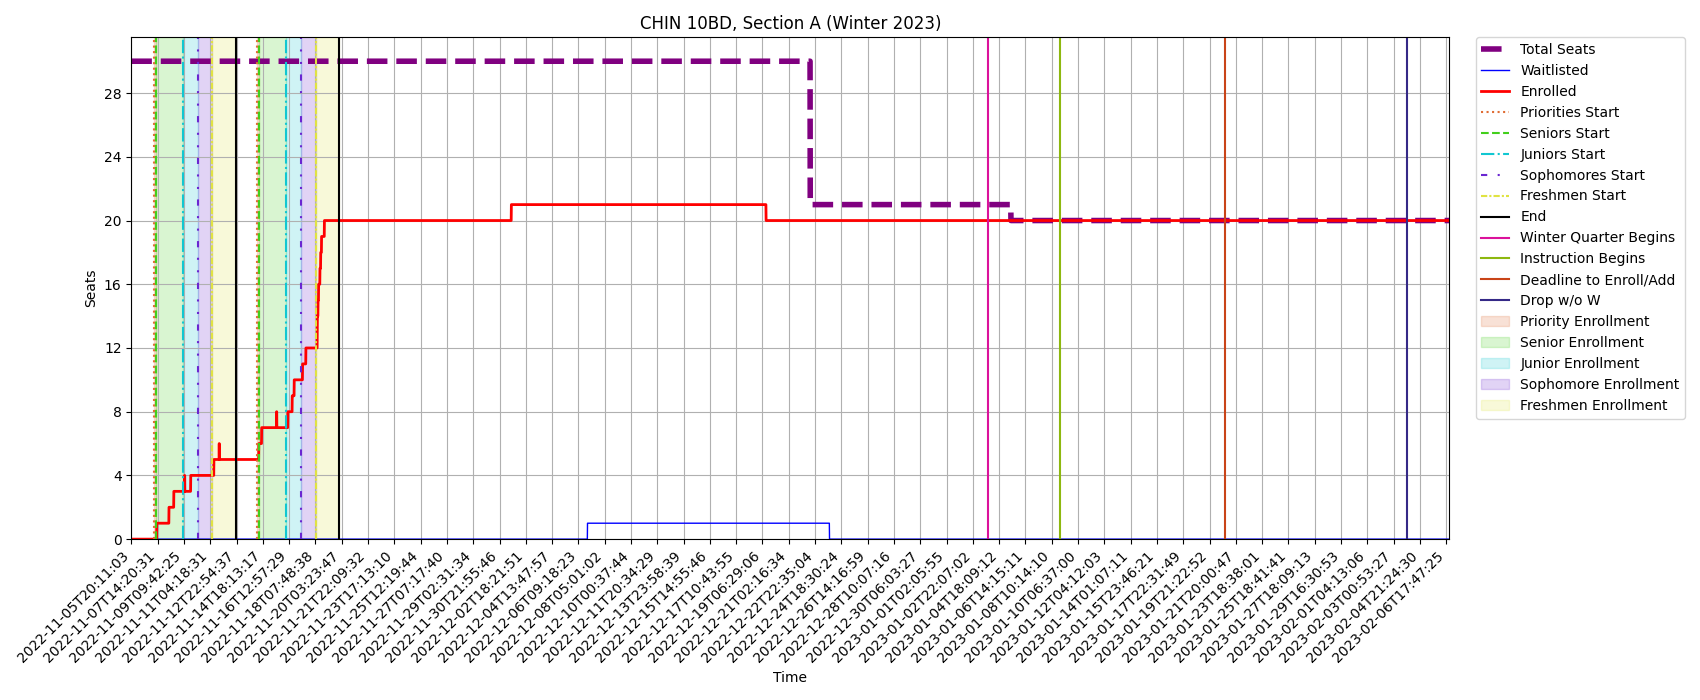 CHIN 10BD, Section A (Winter 2023)
Seats
28
24
20
16
12
8
4
0
2022-11-05T20:11:03
2022-11-07T14:20:31
2022-11-09T09:42:25
2022-11-11T04:18:31
2022-11-12T22:54:37
2022-11-14T18:13:17
2022-11-16T12:57:29
2022-11-18T07:48:38
2022-11-20T03:23:47
2022-11-21T22:09:32
2022-11-23T17:13:10
2022-11-25T12:19:44
2022-11-27T07:17:40
2022-11-29T02:31:34
2022-11-30T21:55:46
2022-12-02T18:21:51
2022-12-04T13:47:57
2022-12-06T09:18:23
2022-12-08T05:01:02
2022-12-10T00:37:44
2022-12-11T20:34:29
2022-12-13T23:58:39
2022-12-15T14:55:46
2022-12-17T10:43:55
2022-12-19T06:29:06
2022-12-21T02:16:34
2022-12-22T22:35:04
2022-12-24T18:30:24
2022-12-26T14:16:59
2022-12-28T10:07:16
2022-12-30T06:03:27
2023-01-01T02:05:55
2023-01-02T22:07:02
2023-01-04T18:09:12
2023-01-06T14:15:11
2023-01-08T10:14:10
2023-01-10T06:37:00
2023-01-12T04:12:03
2023-01-14T01:07:11
2023-01-15T23:46:21
2023-01-17T22:31:49
2023-01-19T21:22:52
2023-01-21T20:00:47
2023-01-23T18:38:01
2023-01-25T18:41:41
2023-01-27T18:09:13
2023-01-29T16:30:53
2023-02-01T04:13:06
2023-02-03T00:53:27
2023-02-04T21:24:30
2023-02-06T17:47:25
Time
Total Seats
Waitlisted
Enrolled
Priorities Start
Seniors Start
Juniors Start
Sophomores Start
Freshmen Start
End
Winter Quarter Begins
Instruction Begins
Deadline to Enroll/Add
Drop w/o W
Priority Enrollment
Senior Enrollment
Junior Enrollment
Sophomore Enrollment
Freshmen Enrollment